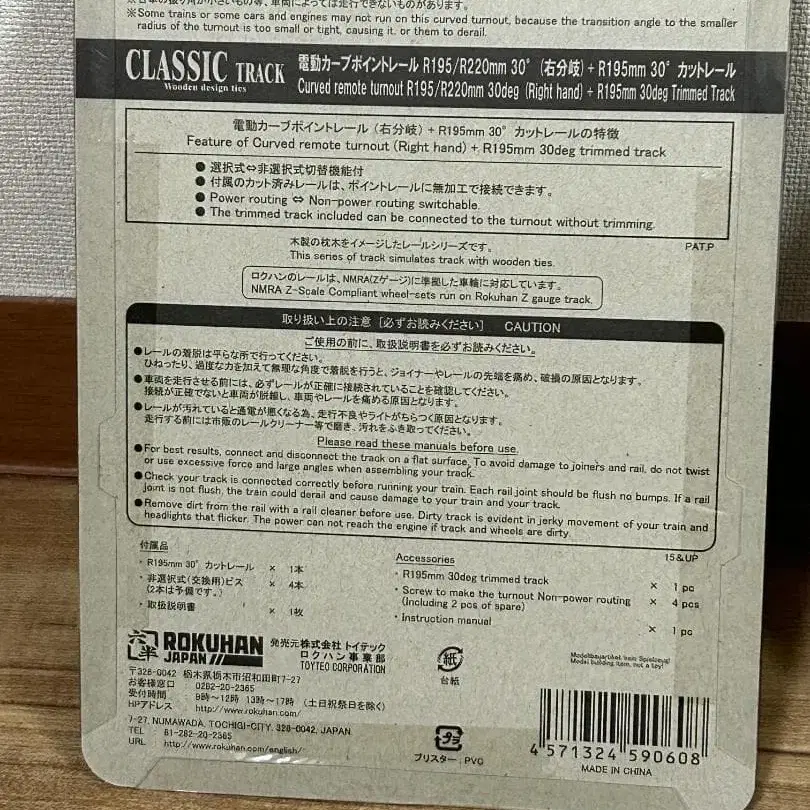 ※Some trains or some cars and engines may not run on this curved turnout, because the transition angle to the smaller
radius of the turnout is too small or tight, causing it, or them to derail.
CLASSIC TRACK
Wooden design ties
電動カーブポイントレール R195/R220mm 30°（右分岐）+ R195mm 30° カットレール
Curved remote turnout R195/R220mm 30deg (Right hand) + R195mm 30deg Trimmed Track
電動カーブポイントレール（右分岐）+ R195mm 30° カットレールの特徴
Feature of Curved remote turnout (Right hand) + R195mm 30deg trimmed track
● 選択式⇔非選択式切替機能付
● 付属のカット済みレールは、ポイントレールに無加工で接続できます。
● Power routing ⇔ Non-power routing switchable.
● The trimmed track included can be connected to the turnout without trimming.
PAT.P
木製の枕木をイメージしたレールシリーズです。
This series of track simulates track with wooden ties.
ロクハンのレールは、NMRA(Zゲージ)に準拠した車輪に対応しています。
NMRA Z-Scale Compliant wheel-sets run on Rokuhan Z gauge track.
取り扱い上の注意 [必ずお読みください] CAUTION
ご使用の前に、取扱説明書を必ずお読みください。
●レールの着脱は平らな所で行ってください。
ひねったり、過度な力を加えて無理な角度で着脱を行うと、ジョイナーやレールの先端を痛め、破損の原因となります。
●車両を走行させる前には、必ずレールが正確に接続されていることを確認してください。
接続が正確でないと車両が脱線し、車両やレールを痛める原因となります。
●レールが汚れていると通電が悪くなる為、走行不良やライトがちらつく原因となります。
走行する前には市販のレールクリーナー等で磨き、汚れをふき取ってください。
Please read these manuals before use.
●For best results, connect and disconnect the track on a flat surface. To avoid damage to joiners and rail, do not twist
or use excessive force and large angles when assembling your track.
●Check your track is connected correctly before running your train. Each rail joint should be flush no bumps. If a rail
joint is not flush, the train could derail and cause damage to your train and your track.
●Remove dirt from the rail with a rail cleaner before use. Dirty track is evident in jerky movement of your train and
headlights that flicker. The power can not reach the engine if track and wheels are dirty.
15&UP
付属品
・R195mm 30° カットレール × 1本
・非選択式(交換用)ビス × 4本
(2本は予備です。)
・取扱説明書 × 1枚
Accessories
・R195mm 30deg trimmed track × 1 pc
・Screw to make the turnout Non-power routing × 4 pcs
(Including 2 pcs of spare)
・Instruction manual × 1 pc
六半 ROKUHAN
JAPAN
発売元 株式会社 トイテック
ロクハン事業部
TOYTEC CORPORATION
〒328-0042 栃木県栃木市沼和田町7-27
お客様窓口 : 0282-20-2365
受付時間 : 9時〜12時 13時〜17時 (土日祝祭日を除く)
HPアドレス : http://www.rokuhan.com/
7-27, NUMAWADA, TOCHIGI-CITY, 328-0042, JAPAN
TEL : 81-282-20-2365
URL : http://www.rokuhan.com/english/
紙
台紙
プラ
ブリスター : PVC
Modellbauartikel, kein Spielzeug!
Model building item, not a toy!
4 571324 590608
MADE IN CHINA